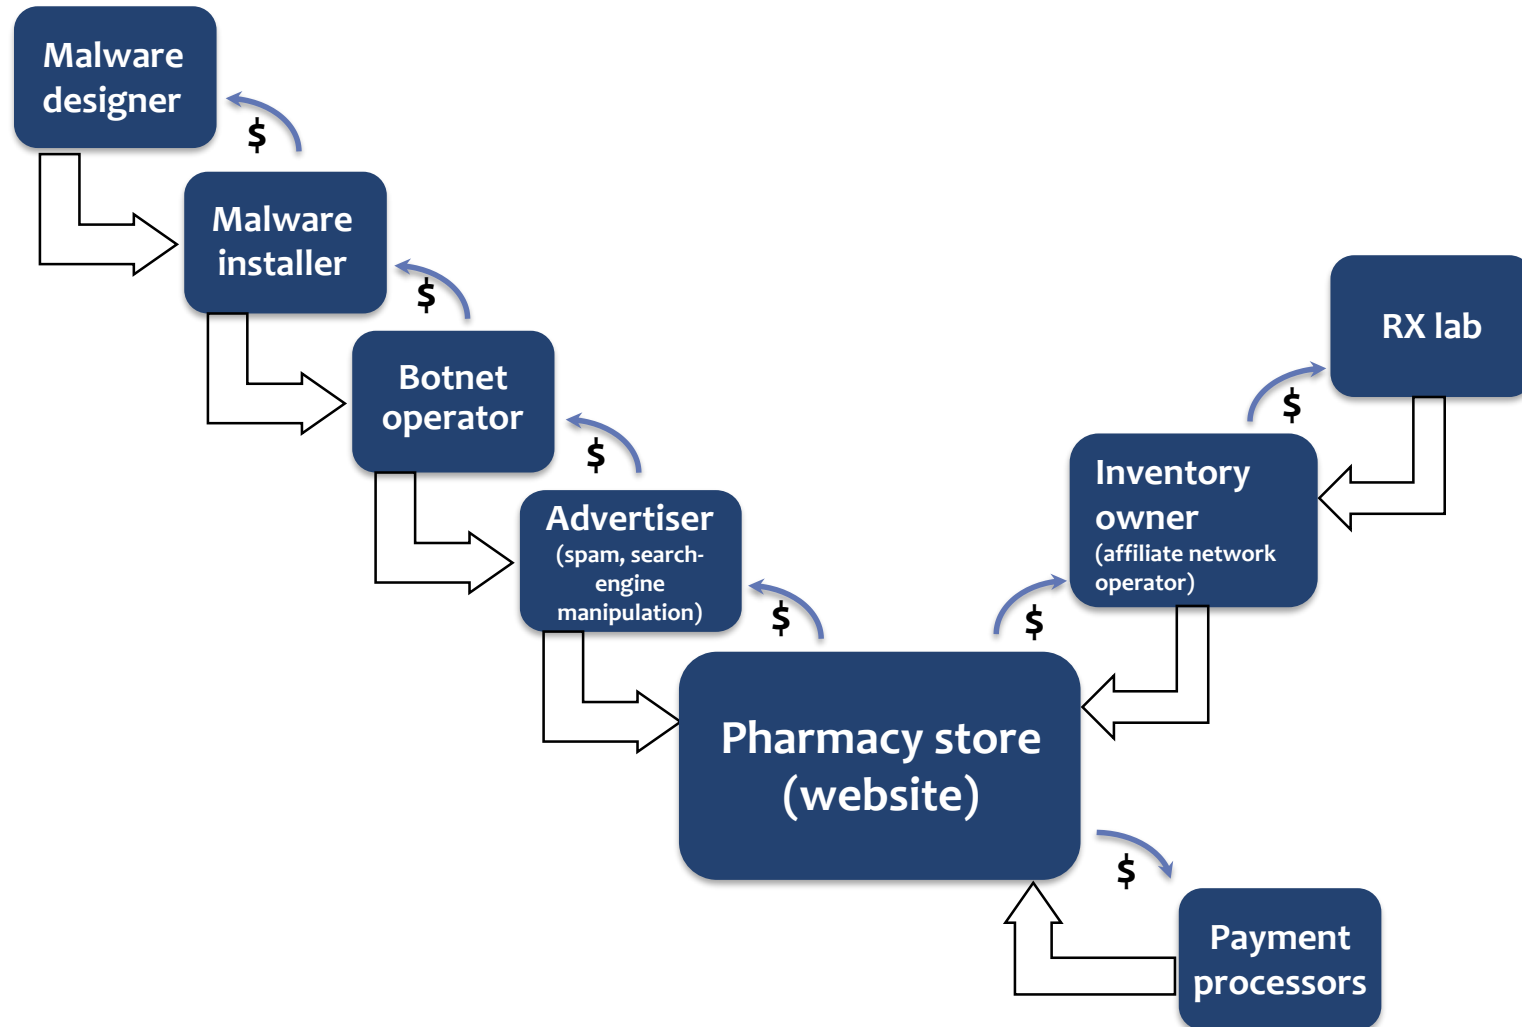 Malware
designer
$
Malware
installer
$
Botnet
operator
$
Advertiser
(spam, search-
engine
manipulation)
$
RX lab
$
Inventory
owner
(affiliate network
operator)
$
Pharmacy store
(website)
$
Payment
processors